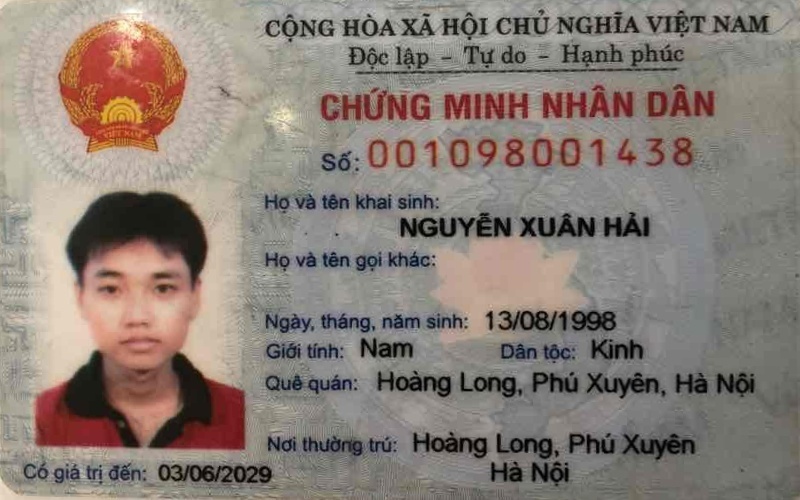 CỘNG HÒA XÃ HỘI CHỦ NGHĨA VIỆT NAM
Độc lập - Tự do - Hạnh phúc
CHỨNG MINH NHÂN DÂN
Số: 001098001438
Họ và tên khai sinh:
NGUYỄN XUÂN HẢI
Họ và tên gọi khác:
Ngày, tháng, năm sinh: 13/08/1998
Giới tính: Nam Dân tộc: Kinh
Quê quán: Hoàng Long, Phú Xuyên, Hà Nội
Nơi thường trú: Hoàng Long, Phú Xuyên
Hà Nội
Có giá trị đến: 03/06/2029
VIỆT NAM